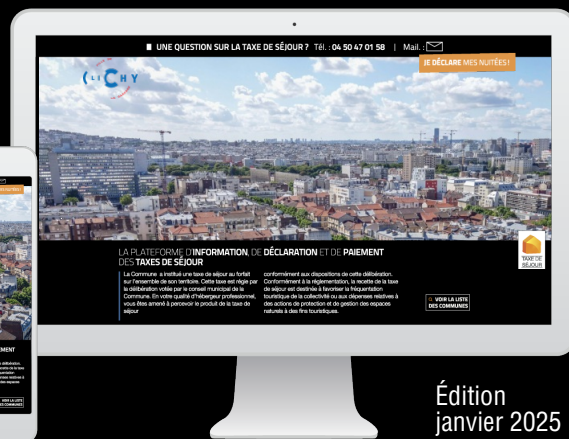 UNE QUESTION SUR LA TAXE DE SÉJOUR ? Tél. : 04 50 47 01 58 | Mail. :
JE DÉCLARE MES NUITÉES !
CLICHY
LA PLATEFORME D'INFORMATION, DE DÉCLARATION ET DE PAIEMENT
DES TAXES DE SÉJOUR
La Commune a institué une taxe de séjour au forfait
sur l'ensemble de son territoire. Cette taxe est régie par
la délibération votée par le conseil municipal de la
Commune. En votre qualité d'hébergeur professionnel,
vous êtes amené à percevoir le produit de la taxe de
séjour
conformément aux dispositions de cette délibération.
Conformément à la réglementation, la recette de la taxe
de séjour est destinée à favoriser la fréquentation
touristique de la collectivité ou aux dépenses relatives à
des actions de protection et de gestion des espaces
naturels à des fins touristiques.
VOIR LA LISTE
DES COMMUNES
TAXE DE
SÉJOUR
Édition
janvier 2025